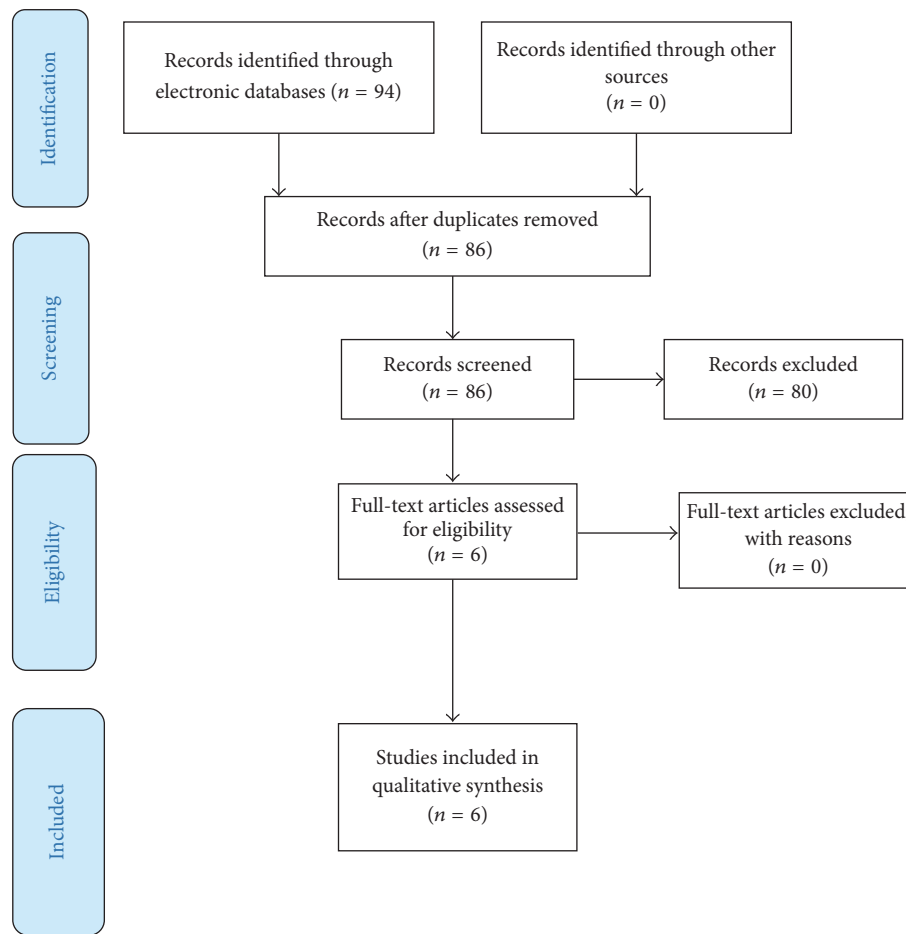 Identification
Records identified through
electronic databases (n = 94)
Records identified through other
sources
(n = 0)
Records after duplicates removed
(n = 86)
Screening
Records screened
(n = 86)
Records excluded
(n = 80)
Eligibility
Full-text articles assessed
for eligibility
(n = 6)
Full-text articles excluded
with reasons
(n = 0)
Included
Studies included in
qualitative synthesis
(n = 6)